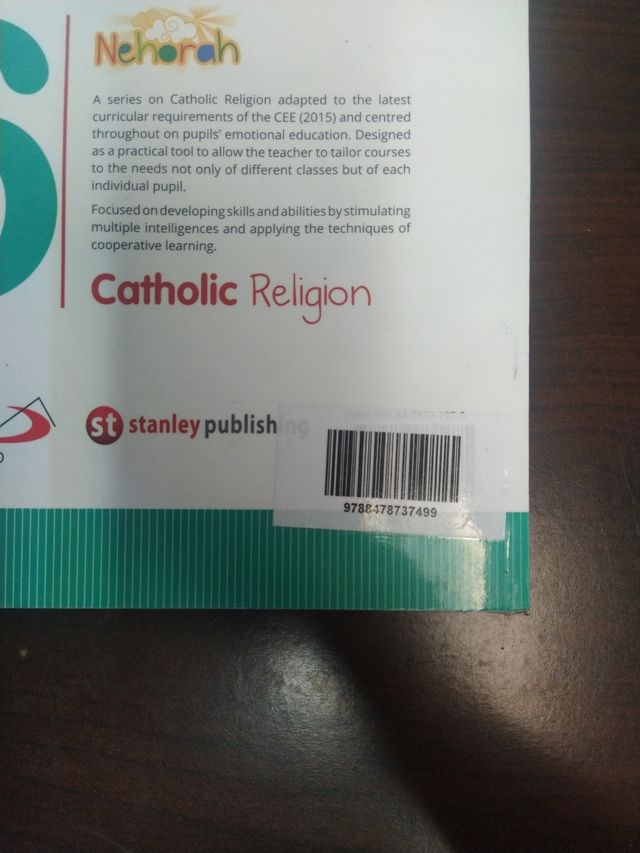 Nehorah
A series on Catholic Religion adapted to the latest
curricular requirements of the CEE (2015) and centred
throughout on pupils' emotional education. Designed
as a practical tool to allow the teacher to tailor courses
to the needs not only of different classes but of each
individual pupil.
Focused on developing skills and abilities by stimulating
multiple intelligences and applying the techniques of
cooperative learning.
Catholic Religion
st stanley publishing
9788478737499